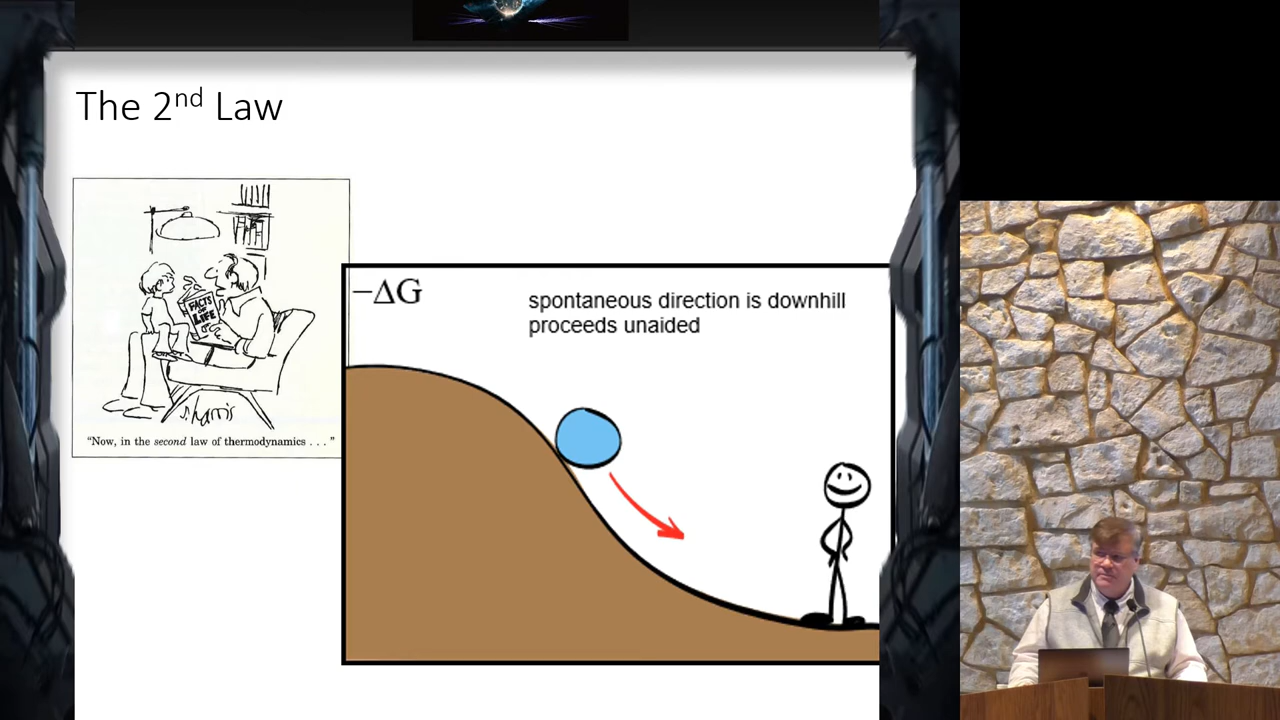 The 2nd Law
FACTS
OF
LIFE
S. Harris
"Now, in the second law of thermodynamics . . ."
−ΔG
spontaneous direction is downhill
proceeds unaided